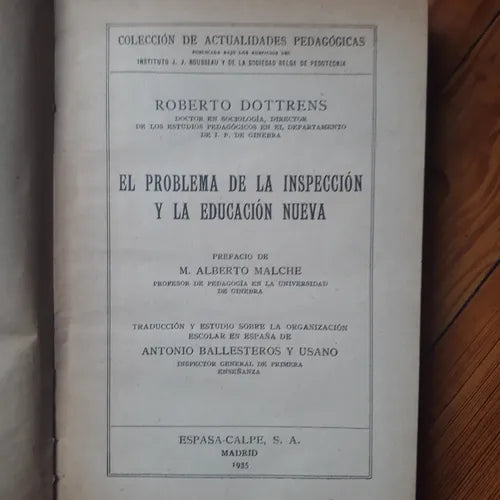 COLECCIÓN DE ACTUALIDADES PEDAGÓGICAS
PUBLICADA BAJO LOS AUSPICIOS DEL
INSTITUTO J. J. ROUSSEAU Y DE LA SOCIEDAD BELGA DE PEDOTECNIA
ROBERTO DOTTRENS
DOCTOR EN SOCIOLOGÍA, DIRECTOR
DE LOS ESTUDIOS PEDAGÓGICOS EN EL DEPARTAMENTO
DE I. P. DE GINEBRA
EL PROBLEMA DE LA INSPECCIÓN
Y LA EDUCACIÓN NUEVA
PREFACIO DE
M. ALBERTO MALCHE
PROFESOR DE PEDAGOGÍA EN LA UNIVERSIDAD
DE GINEBRA
TRADUCCIÓN Y ESTUDIO SOBRE LA ORGANIZACIÓN
ESCOLAR EN ESPAÑA DE
ANTONIO BALLESTEROS Y USANO
INSPECTOR GENERAL DE PRIMERA
ENSEÑANZA
ESPASA-CALPE, S. A.
MADRID
1935